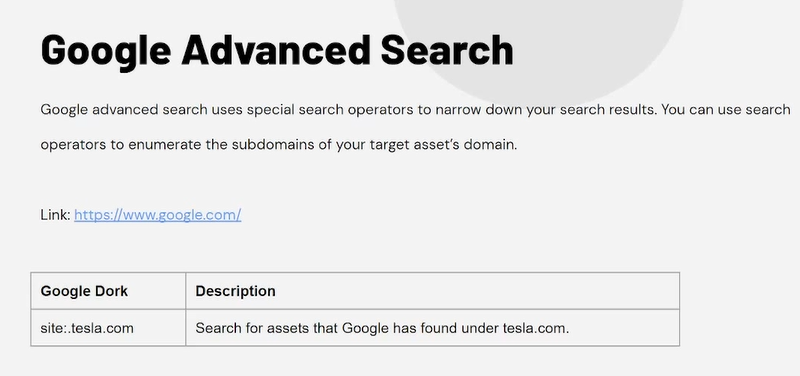 Google Advanced Search
Google advanced search uses special search operators to narrow down your search results. You can use search
operators to enumerate the subdomains of your target asset's domain.
Link: https://www.google.com/
Google Dork Description
site:.tesla.com Search for assets that Google has found under tesla.com.